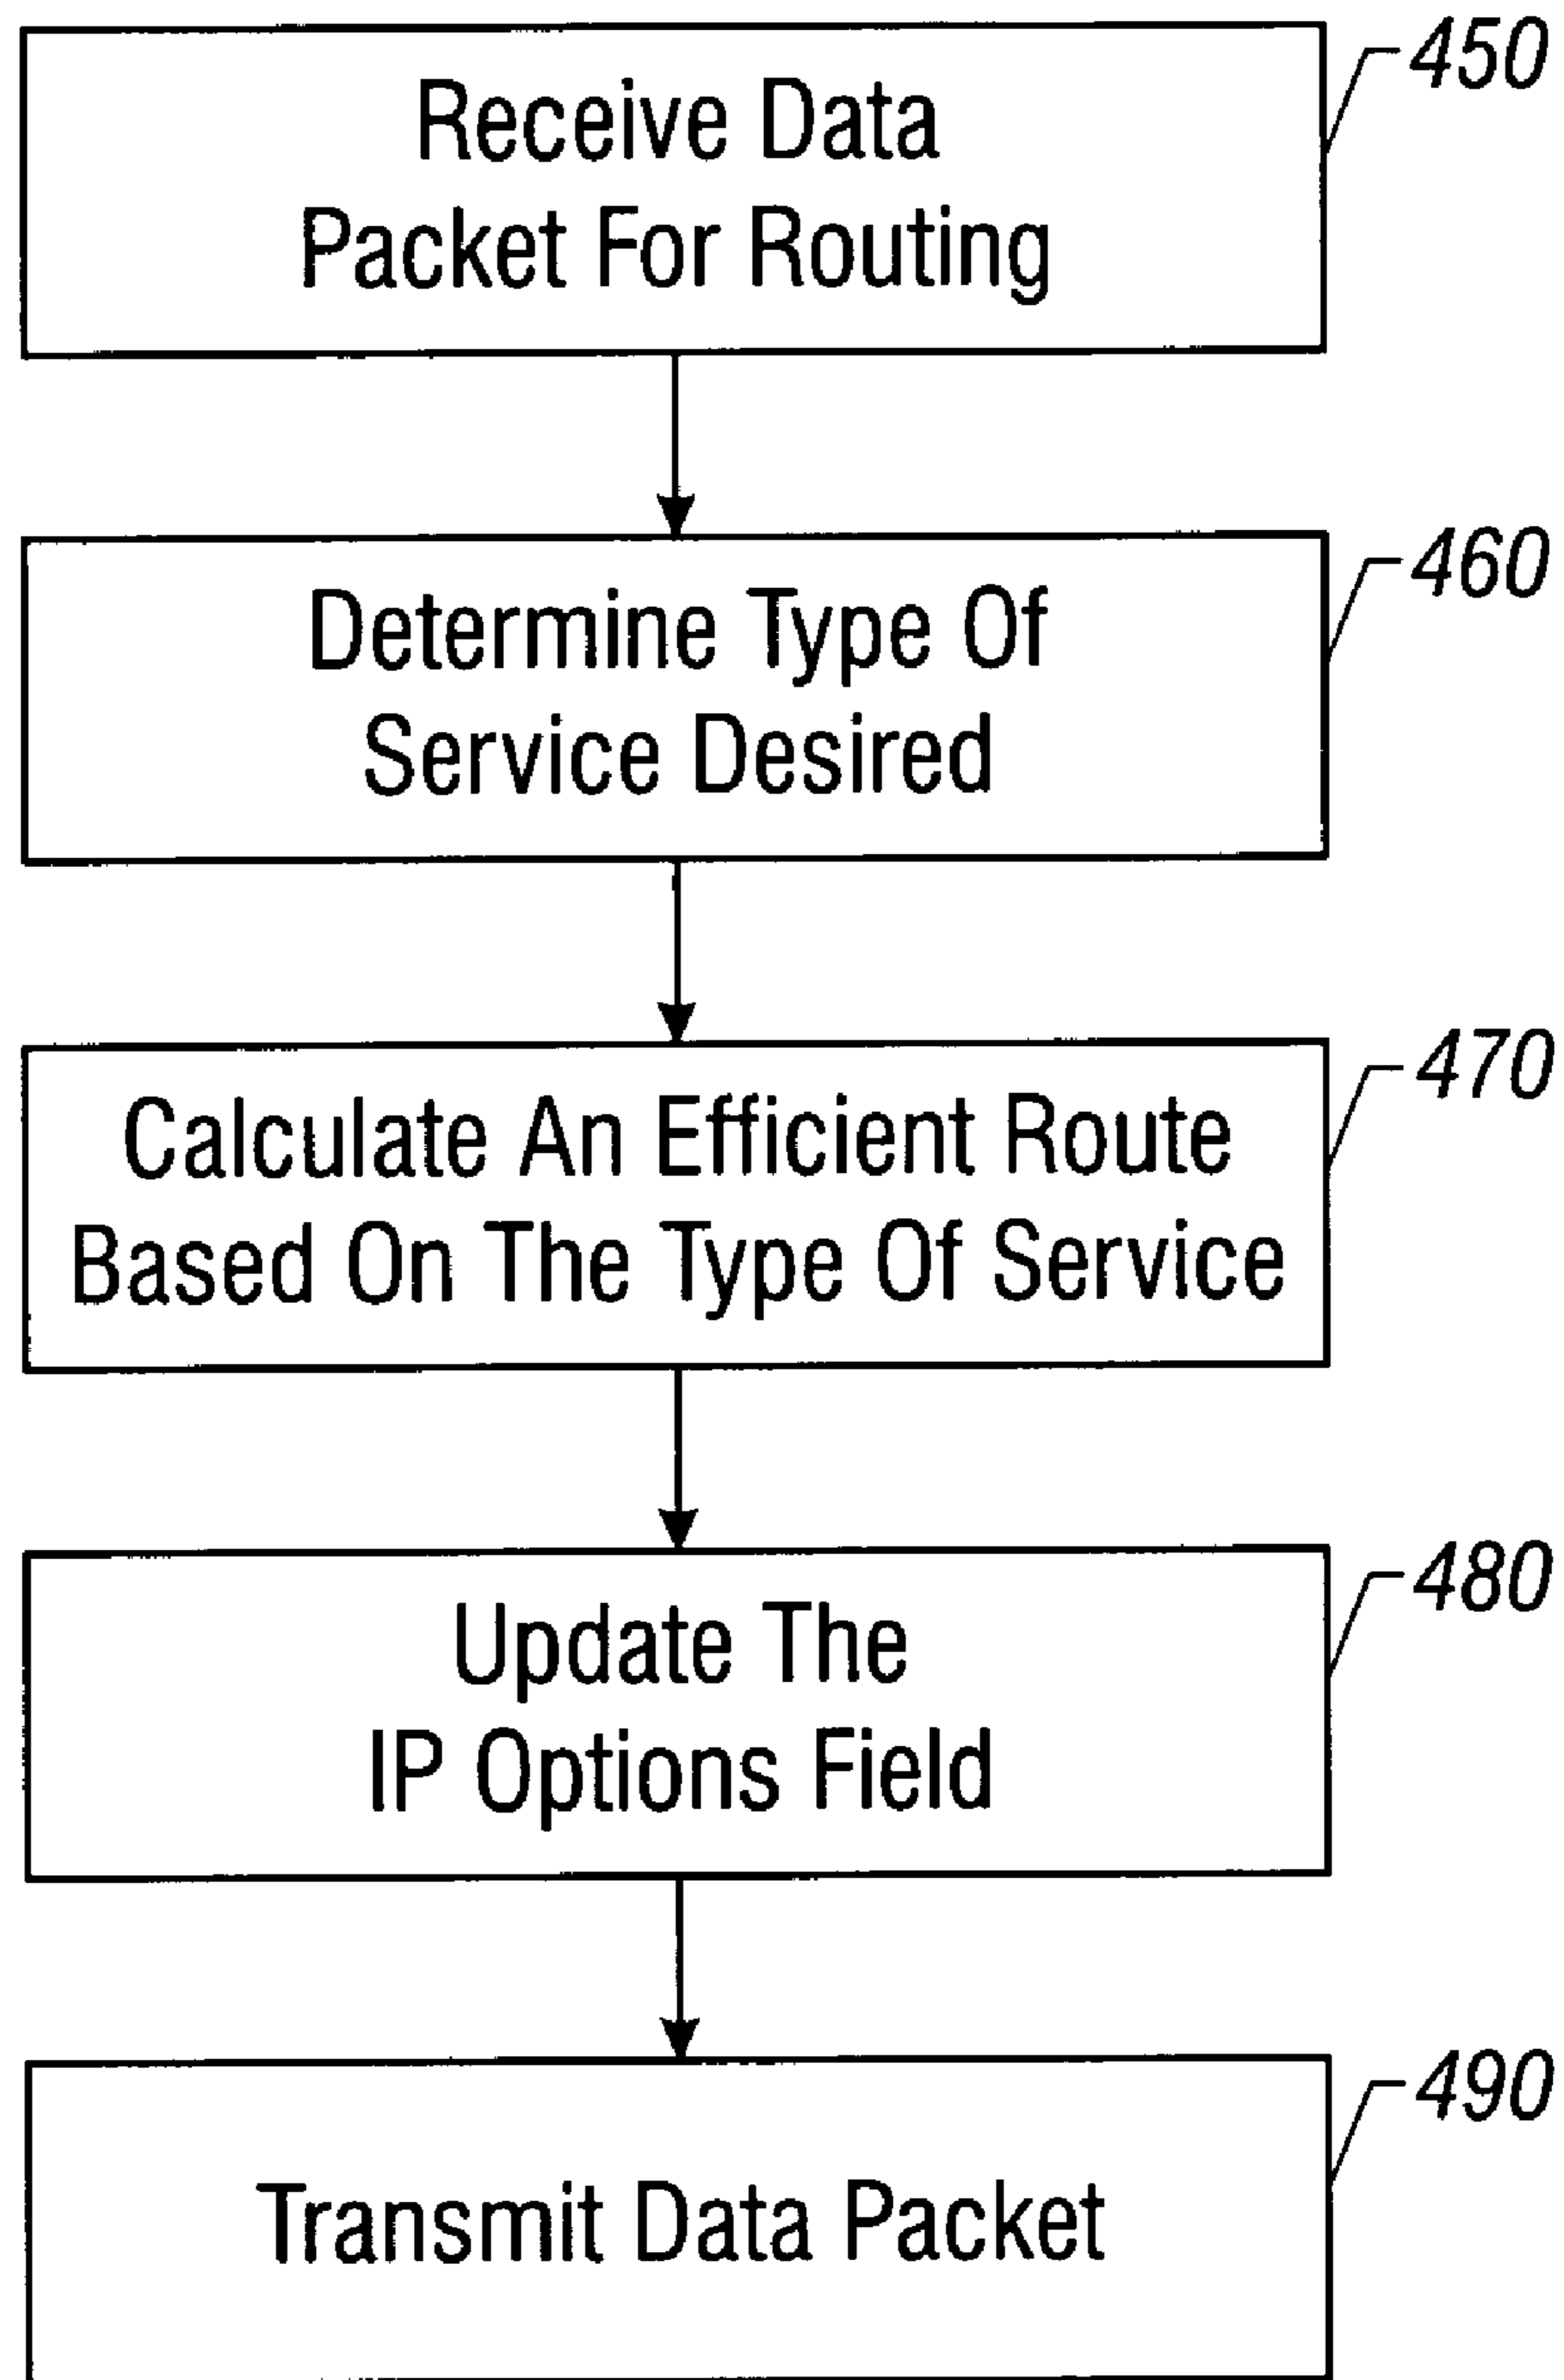 Receive Data
Packet For Routing
450
Determine Type Of
Service Desired
460
Calculate An Efficient Route
Based On The Type Of Service
470
Update The
IP Options Field
480
Transmit Data Packet
490